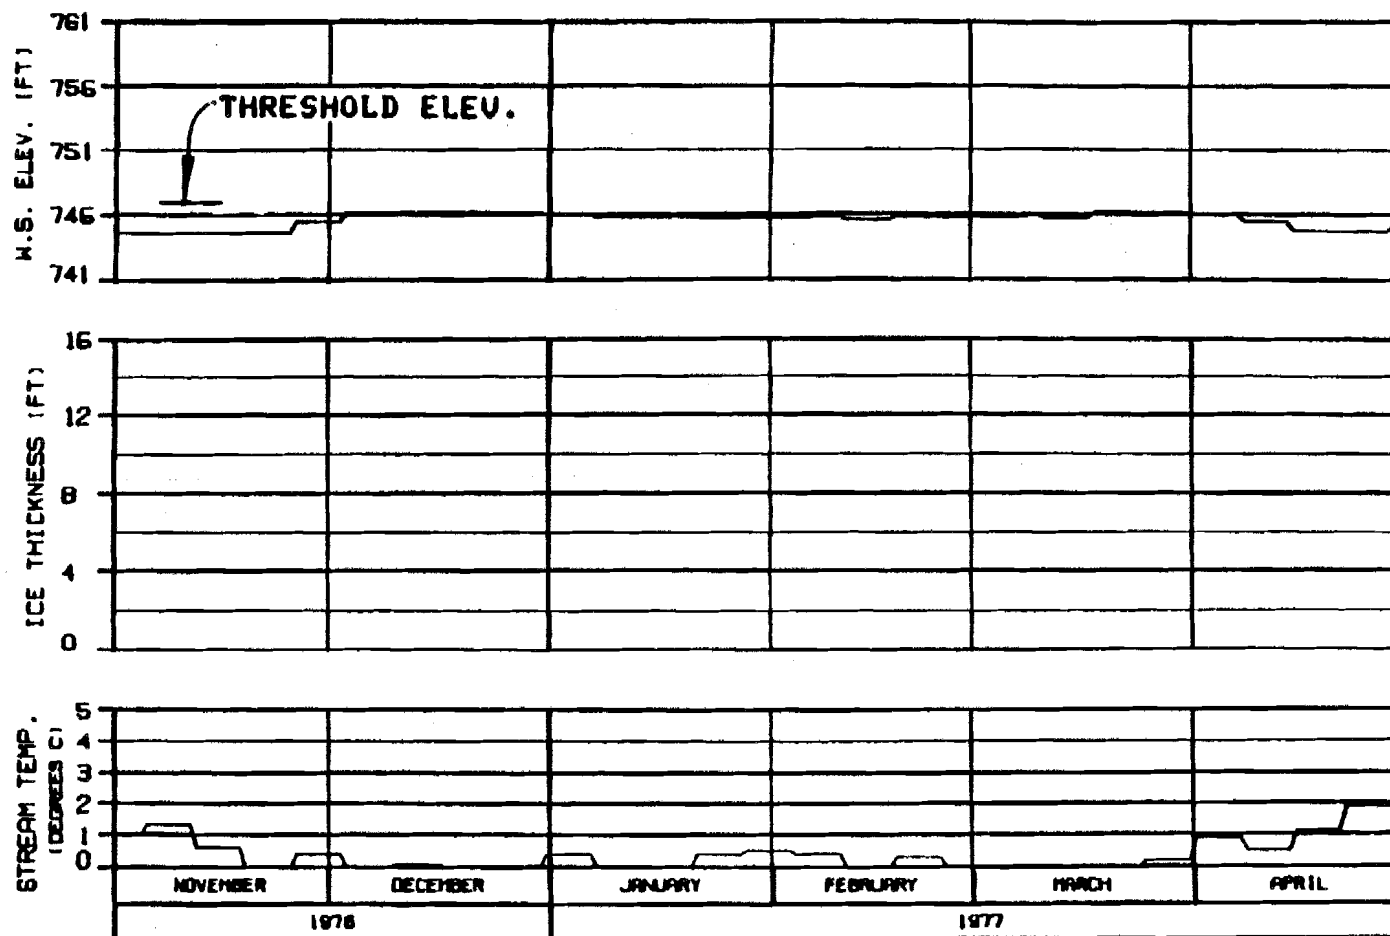 W.S. ELEV. (FT)
761
756
751
746
741
THRESHOLD ELEV.
ICE THICKNESS (FT)
16
12
8
4
0
STREAM TEMP.
(DEGREES C)
5
4
3
2
1
0
NOVEMBER
DECEMBER
JANUARY
FEBRUARY
MARCH
APRIL
1976
1977